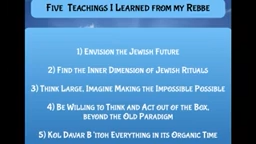 Five Teachings I Learned from my Rebbe
1) Envision the Jewish Future
2) Find the Inner Dimension of Jewish Rituals
3) Think Large, Imagine Making the Impossible Possible
4) Be Willing to Think and Act out of the Box,
beyond the Old Paradigm
5) Kol Davar B'itoh Everything in its Organic Time